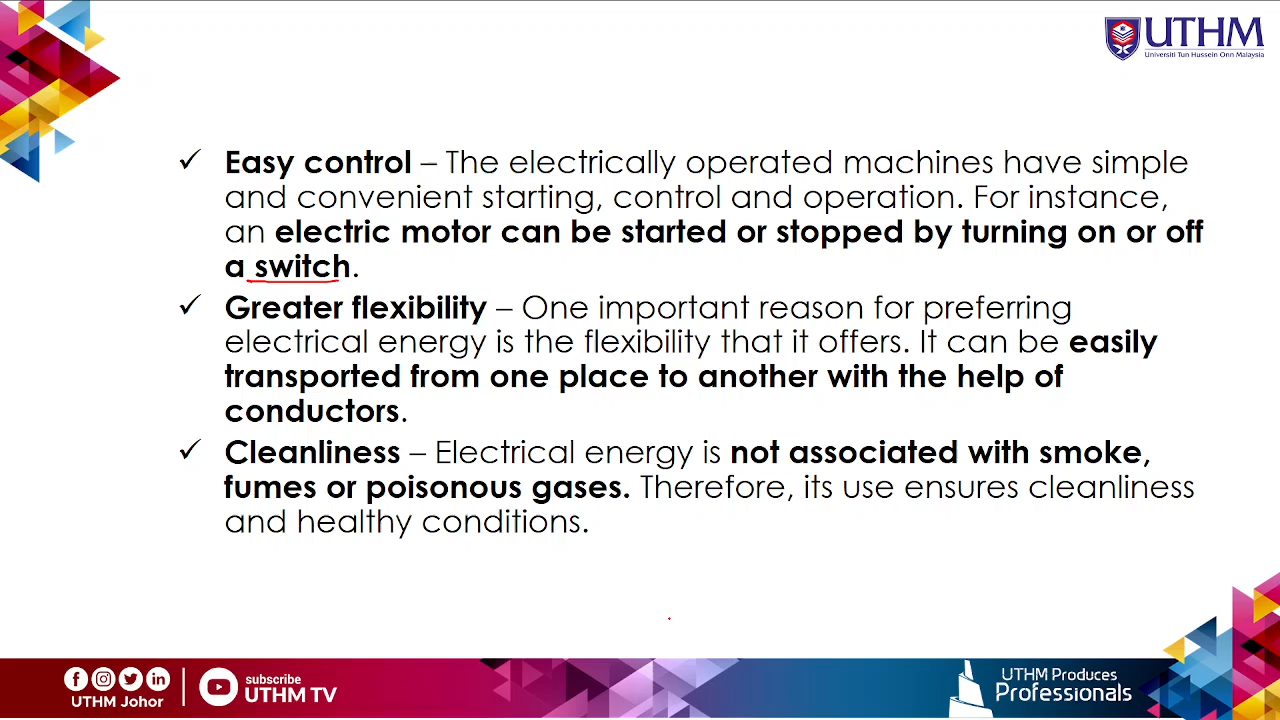 UTHM
Universiti Tun Hussein Onn Malaysia
✓ Easy control – The electrically operated machines have simple
and convenient starting, control and operation. For instance,
an electric motor can be started or stopped by turning on or off
a switch.
✓ Greater flexibility – One important reason for preferring
electrical energy is the flexibility that it offers. It can be easily
transported from one place to another with the help of
conductors.
✓ Cleanliness – Electrical energy is not associated with smoke,
fumes or poisonous gases. Therefore, its use ensures cleanliness
and healthy conditions.
UTHM Johor
subscribe
UTHM TV
UTHM Produces
Professionals